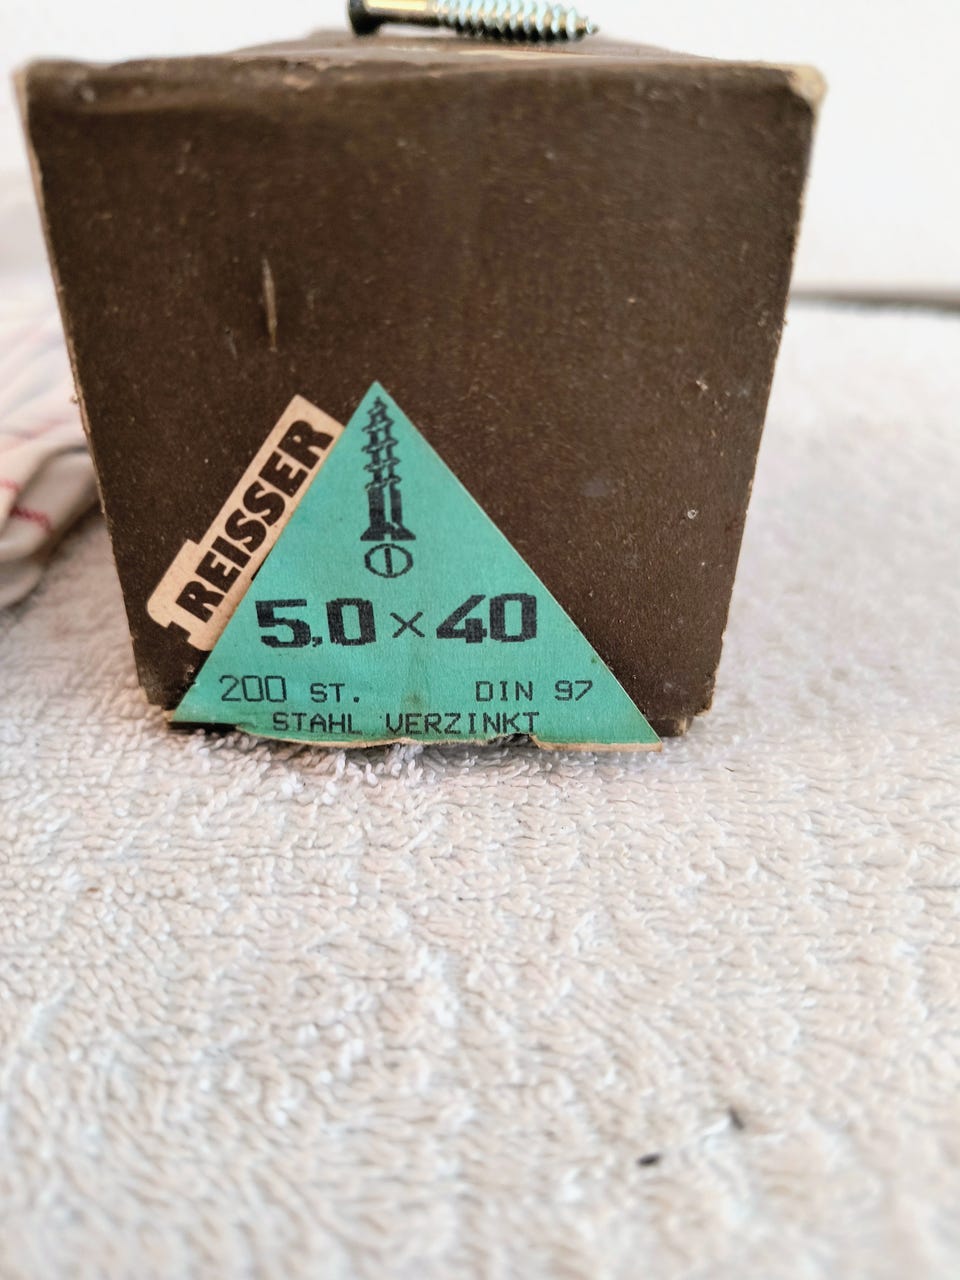 REISSER
5,0 x 40
200 ST. DIN 97
STAHL VERZINKT